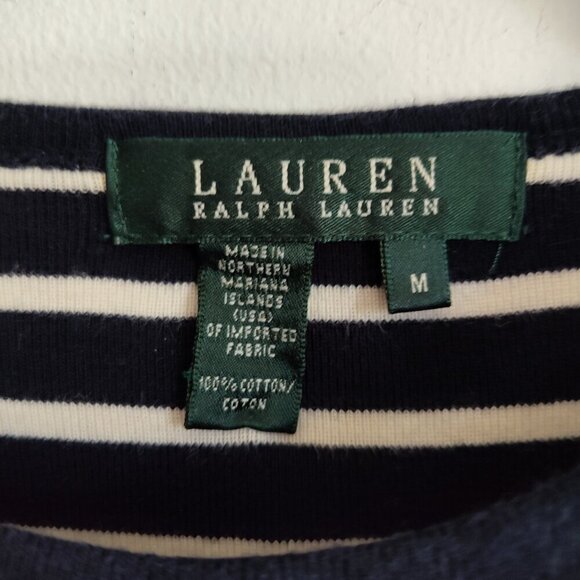 LAUREN
RALPH LAUREN
M
MADE IN
NORTHERN
MARIANA
ISLANDS
(USA)
OF IMPORTED
FABRIC
100% COTTON/
COTON